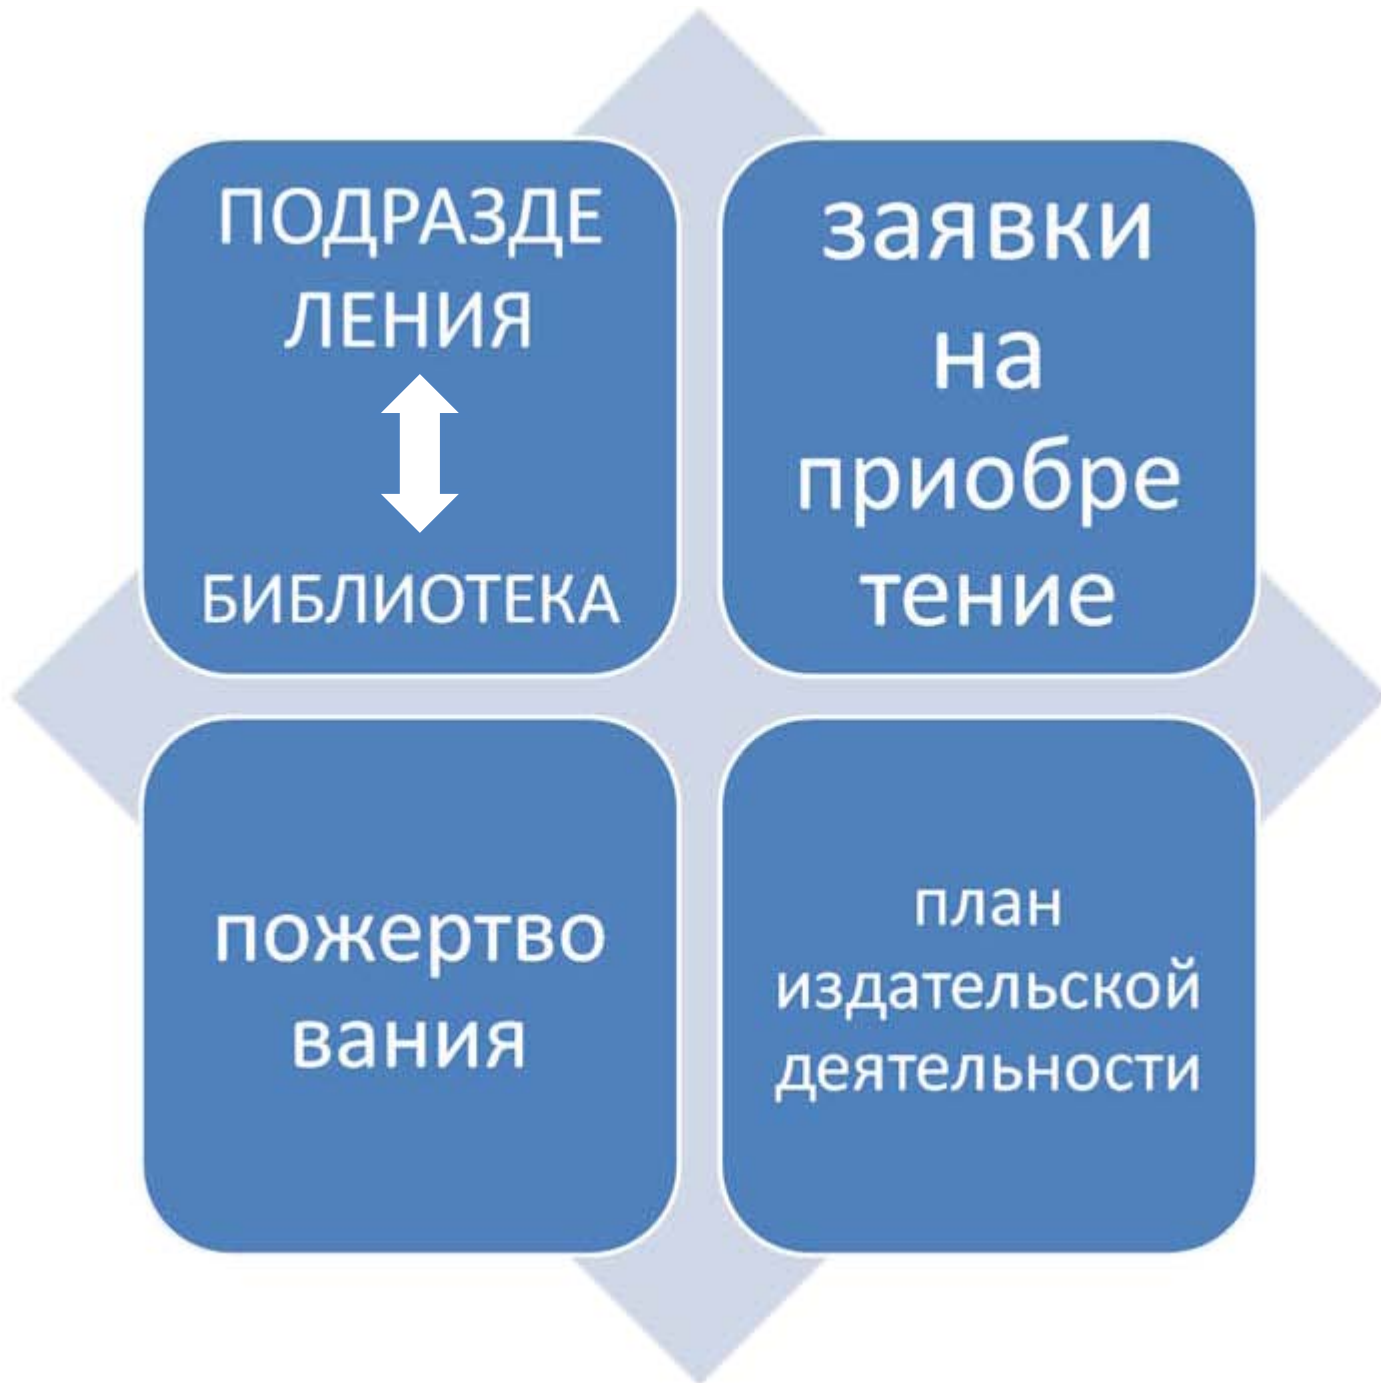 ПОДРАЗДЕ
ЛЕНИЯ
БИБЛИОТЕКА
заявки
на
приобре
тение
пожертво
вания
план
издательской
деятельности